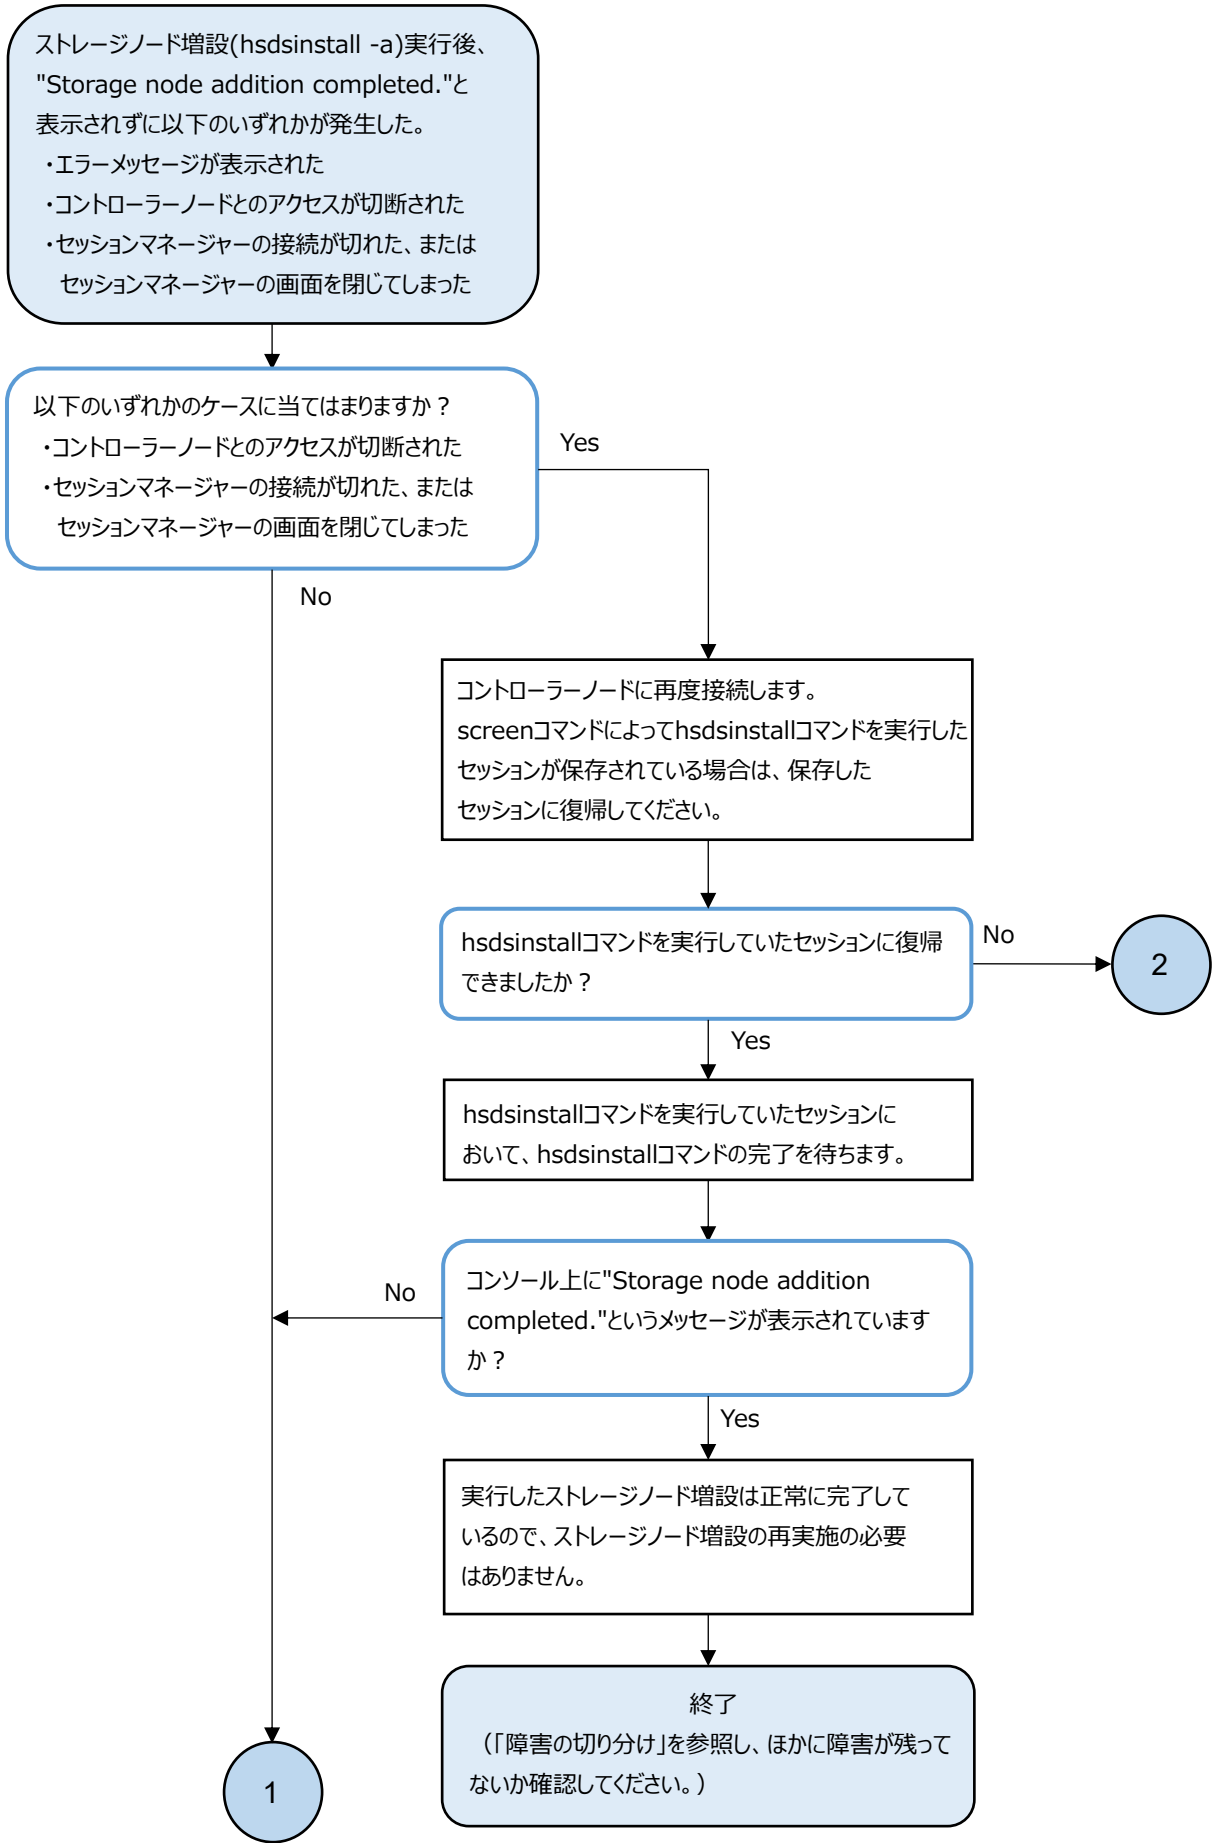 ストレージノード増設(hsdsinstall -a)実行後、
"Storage node addition completed."と
表示されずに以下のいずれかが発生した。
・エラーメッセージが表示された
・コントローラーノードとのアクセスが切断された
・セッションマネージャーの接続が切れた、または
セッションマネージャーの画面を閉じてしまった
以下のいずれかのケースに当てはまりますか？
・コントローラーノードとのアクセスが切断された
・セッションマネージャーの接続が切れた、または
セッションマネージャーの画面を閉じてしまった
Yes
No
コントローラーノードに再度接続します。
screenコマンドによってhsdsinstallコマンドを実行した
セッションが保存されている場合は、保存した
セッションに復帰してください。
hsdsinstallコマンドを実行していたセッションに復帰
できましたか？
No
2
Yes
hsdsinstallコマンドを実行していたセッションに
おいて、hsdsinstallコマンドの完了を待ちます。
コンソール上に"Storage node addition
completed."というメッセージが表示されています
か？
No
Yes
実行したストレージノード増設は正常に完了して
いるので、ストレージノード増設の再実施の必要
はありません。
終了
（「障害の切り分け」を参照し、ほかに障害が残って
ないか確認してください。）
1